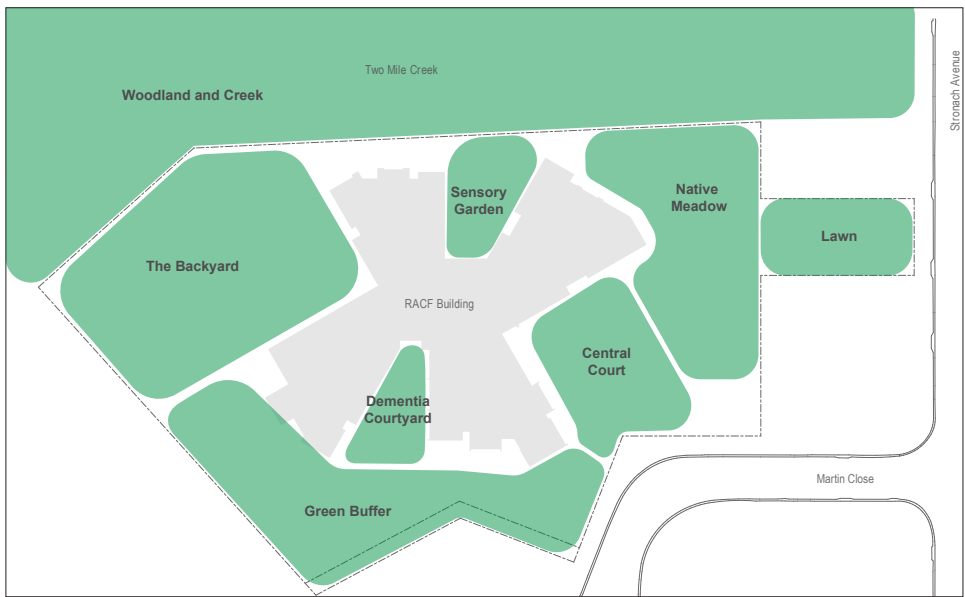 Two Mile Creek
Woodland and Creek
Stronach Avenue
Sensory
Garden
Native
Meadow
Lawn
The Backyard
RACF Building
Central
Court
Dementia
Courtyard
Martin Close
Green Buffer